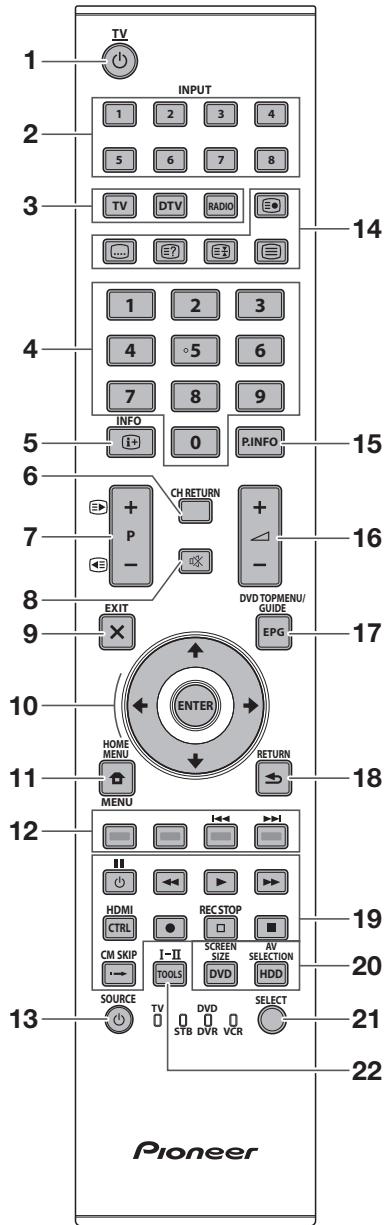 TV
1
INPUT
2
1 2 3 4
5 6 7 8
3
TV DTV RADIO
14
4
1 2 3
4 5 6
7 8 9
INFO
5
i+
0
P.INFO
15
6
CH RETURN
7
+
P
−
+
−
16
8
EXIT
9
DVD TOPMENU/
GUIDE
EPG
17
10
ENTER
HOME
MENU
11
MENU
RETURN
18
12
HDMI
CTRL
REC STOP
19
CM SKIP
I-II
TOOLS
SCREEN
SIZE
DVD
AV
SELECTION
HDD
20
SOURCE
13
TV
STB
DVD
DVR
VCR
SELECT
21
22
Pioneer